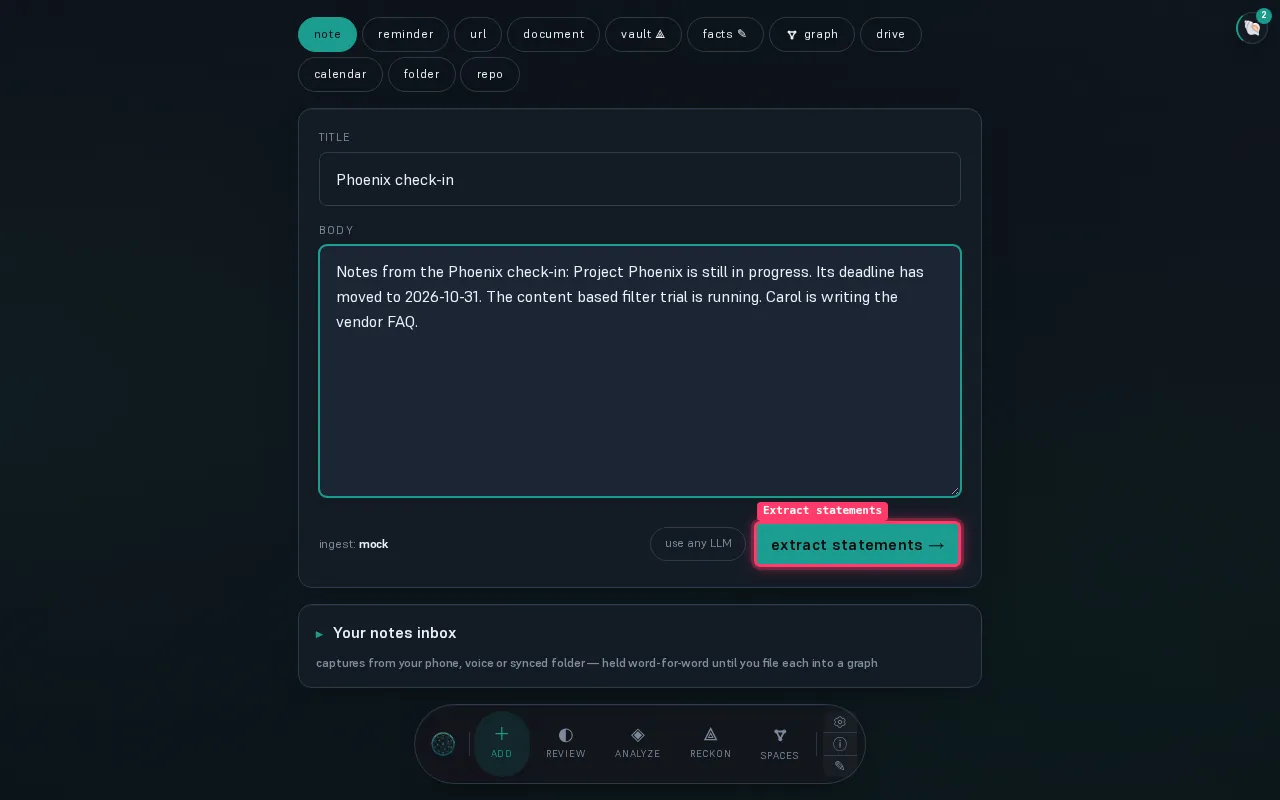 note reminder url document vault facts ✎ graph drive
2
calendar folder repo
TITLE
Phoenix check-in
BODY
Notes from the Phoenix check-in: Project Phoenix is still in progress. Its deadline has
moved to 2026-10-31. The content based filter trial is running. Carol is writing the
vendor FAQ.
Extract statements
ingest: mock
use any LLM
extract statements →
▸ Your notes inbox
captures from your phone, voice or synced folder — held word-for-word until you file each into a graph
ADD REVIEW ANALYZE RECKON SPACES